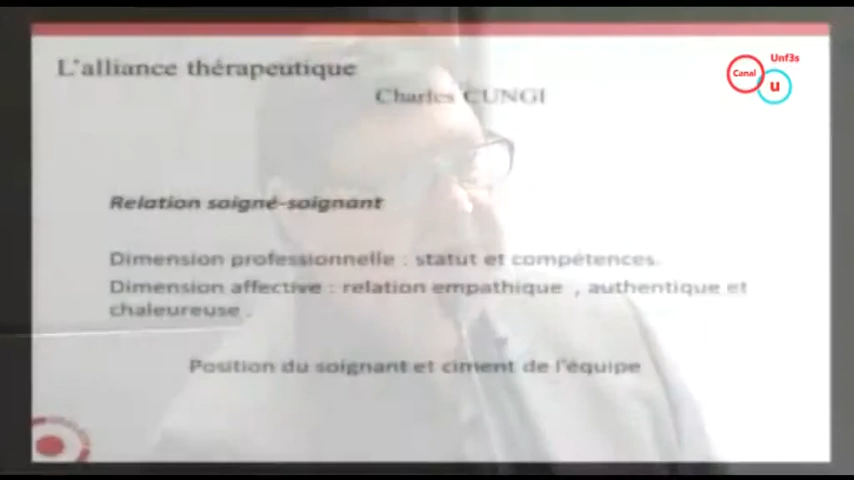 L'alliance thérapeutique
Charles CUNGI
Unf3s
Canal
u
Relation soigné-soignant
Dimension professionnelle : statut et compétences.
Dimension affective : relation empathique , authentique et
chaleureuse .
Position du soignant et ciment de l'équipe